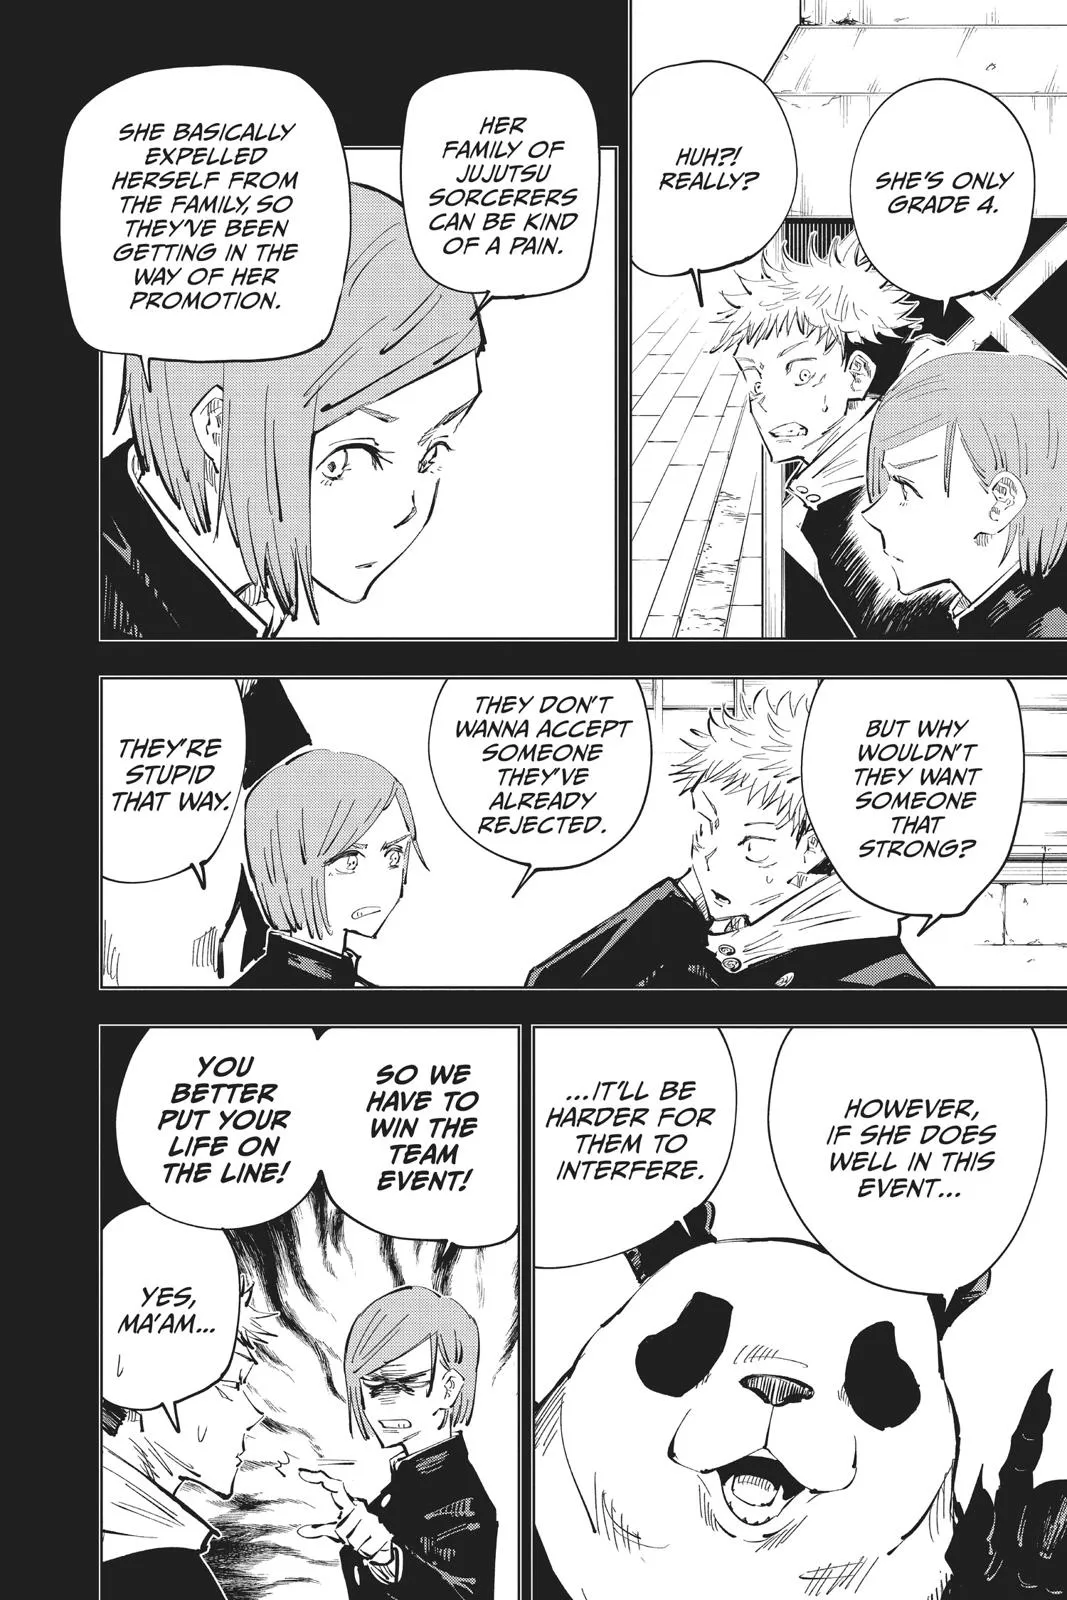 SHE'S ONLY
GRADE 4.
HUH?!
REALLY?
HER
FAMILY OF
JUJUTSU
SORCERERS
CAN BE KIND
OF A PAIN.
SHE BASICALLY
EXPELLED
HERSELF FROM
THE FAMILY, SO
THEY'VE BEEN
GETTING IN THE
WAY OF HER
PROMOTION.
BUT WHY
WOULDN'T
THEY WANT
SOMEONE
THAT
STRONG?
THEY DON'T
WANNA ACCEPT
SOMEONE
THEY'VE
ALREADY
REJECTED.
THEY'RE
STUPID
THAT WAY.
HOWEVER,
IF SHE DOES
WELL IN THIS
EVENT...
...IT'LL BE
HARDER FOR
THEM TO
INTERFERE.
SO WE
HAVE TO
WIN THE
TEAM
EVENT!
YOU
BETTER
PUT YOUR
LIFE ON
THE LINE!
YES,
MA'AM...